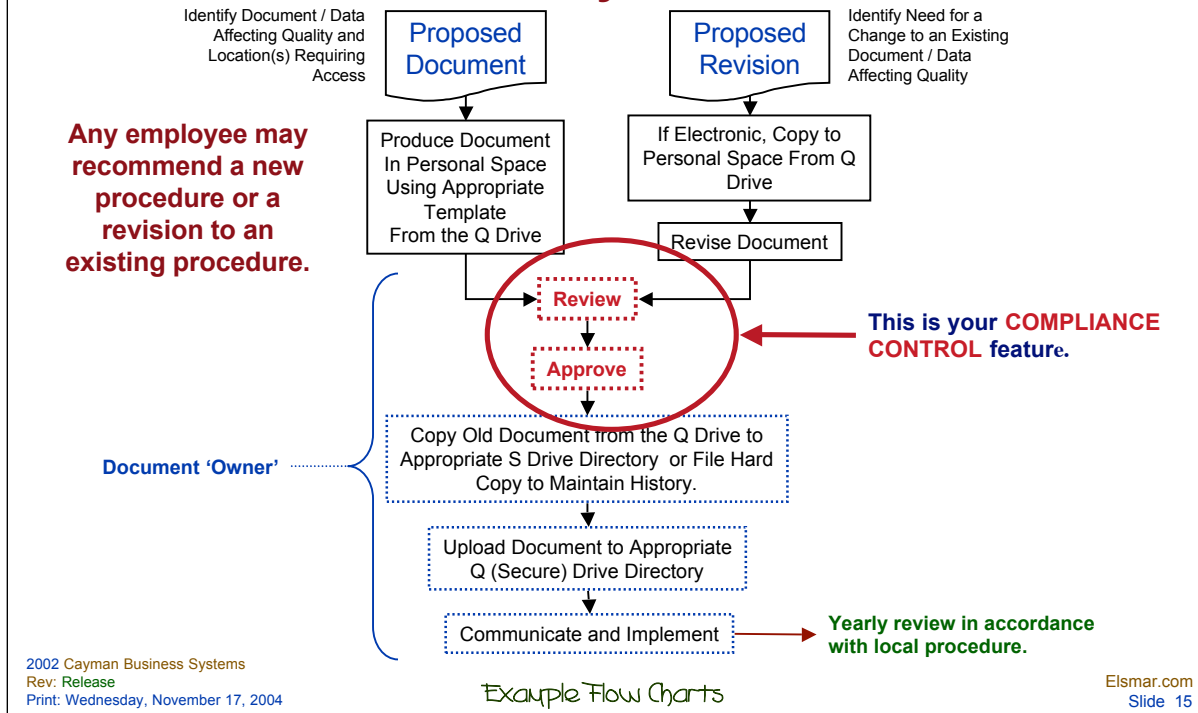 Identify Document / Data
Affecting Quality and
Location(s) Requiring
Access
Proposed
Document
Proposed
Revision
Identify Need for a
Change to an Existing
Document / Data
Affecting Quality
Any employee may
recommend a new
procedure or a
revision to an
existing procedure.
Produce Document
In Personal Space
Using Appropriate
Template
From the Q Drive
If Electronic, Copy to
Personal Space From Q
Drive
Revise Document
Review
Approve
This is your COMPLIANCE
CONTROL feature.
Document 'Owner'
Copy Old Document from the Q Drive to
Appropriate S Drive Directory or File Hard
Copy to Maintain History.
Upload Document to Appropriate
Q (Secure) Drive Directory
Communicate and Implement
Yearly review in accordance
with local procedure.
2002 Cayman Business Systems
Rev: Release
Print: Wednesday, November 17, 2004
Example Flow Charts
Elsmar.com
Slide 15